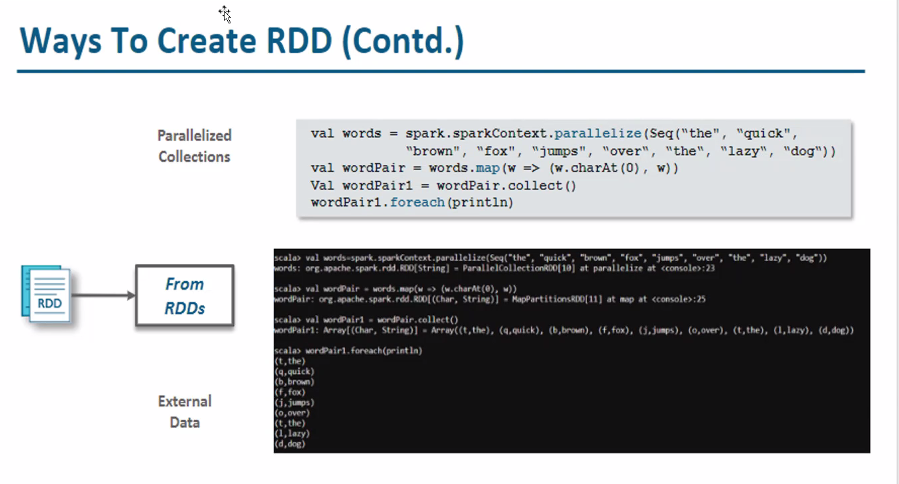 Ways To Create RDD (Contd.)
Parallelized
Collections
val words = spark.sparkContext.parallelize(Seq("the", "quick",
"brown", "fox", "jumps", "over", "the", "lazy", "dog"))
val wordPair = words.map(w => (w.charAt(0), w))
Val wordPair1 = wordPair.collect()
wordPair1.foreach(println)
RDD
From
RDDs
External
Data
scala> val words=spark.sparkContext.parallelize(Seq("the", "quick", "brown", "fox", "jumps", "over", "the", "lazy", "dog"))
words: org.apache.spark.rdd.RDD[String] = ParallelCollectionRDD[10] at parallelize at <console>:23
scala> val wordPair = words.map(w => (w.charAt(0), w))
wordPair: org.apache.spark.rdd.RDD[(Char, String)] = MapPartitionsRDD[11] at map at <console>:25
scala> val wordPair1 = wordPair.collect()
wordPair1: Array[(Char, String)] = Array((t,the), (q,quick), (b,brown), (f,fox), (j,jumps), (o,over), (t,the), (l,lazy), (d,dog))
scala> wordPair1.foreach(println)
(t,the)
(q,quick)
(b,brown)
(f,fox)
(j,jumps)
(o,over)
(t,the)
(l,lazy)
(d,dog)